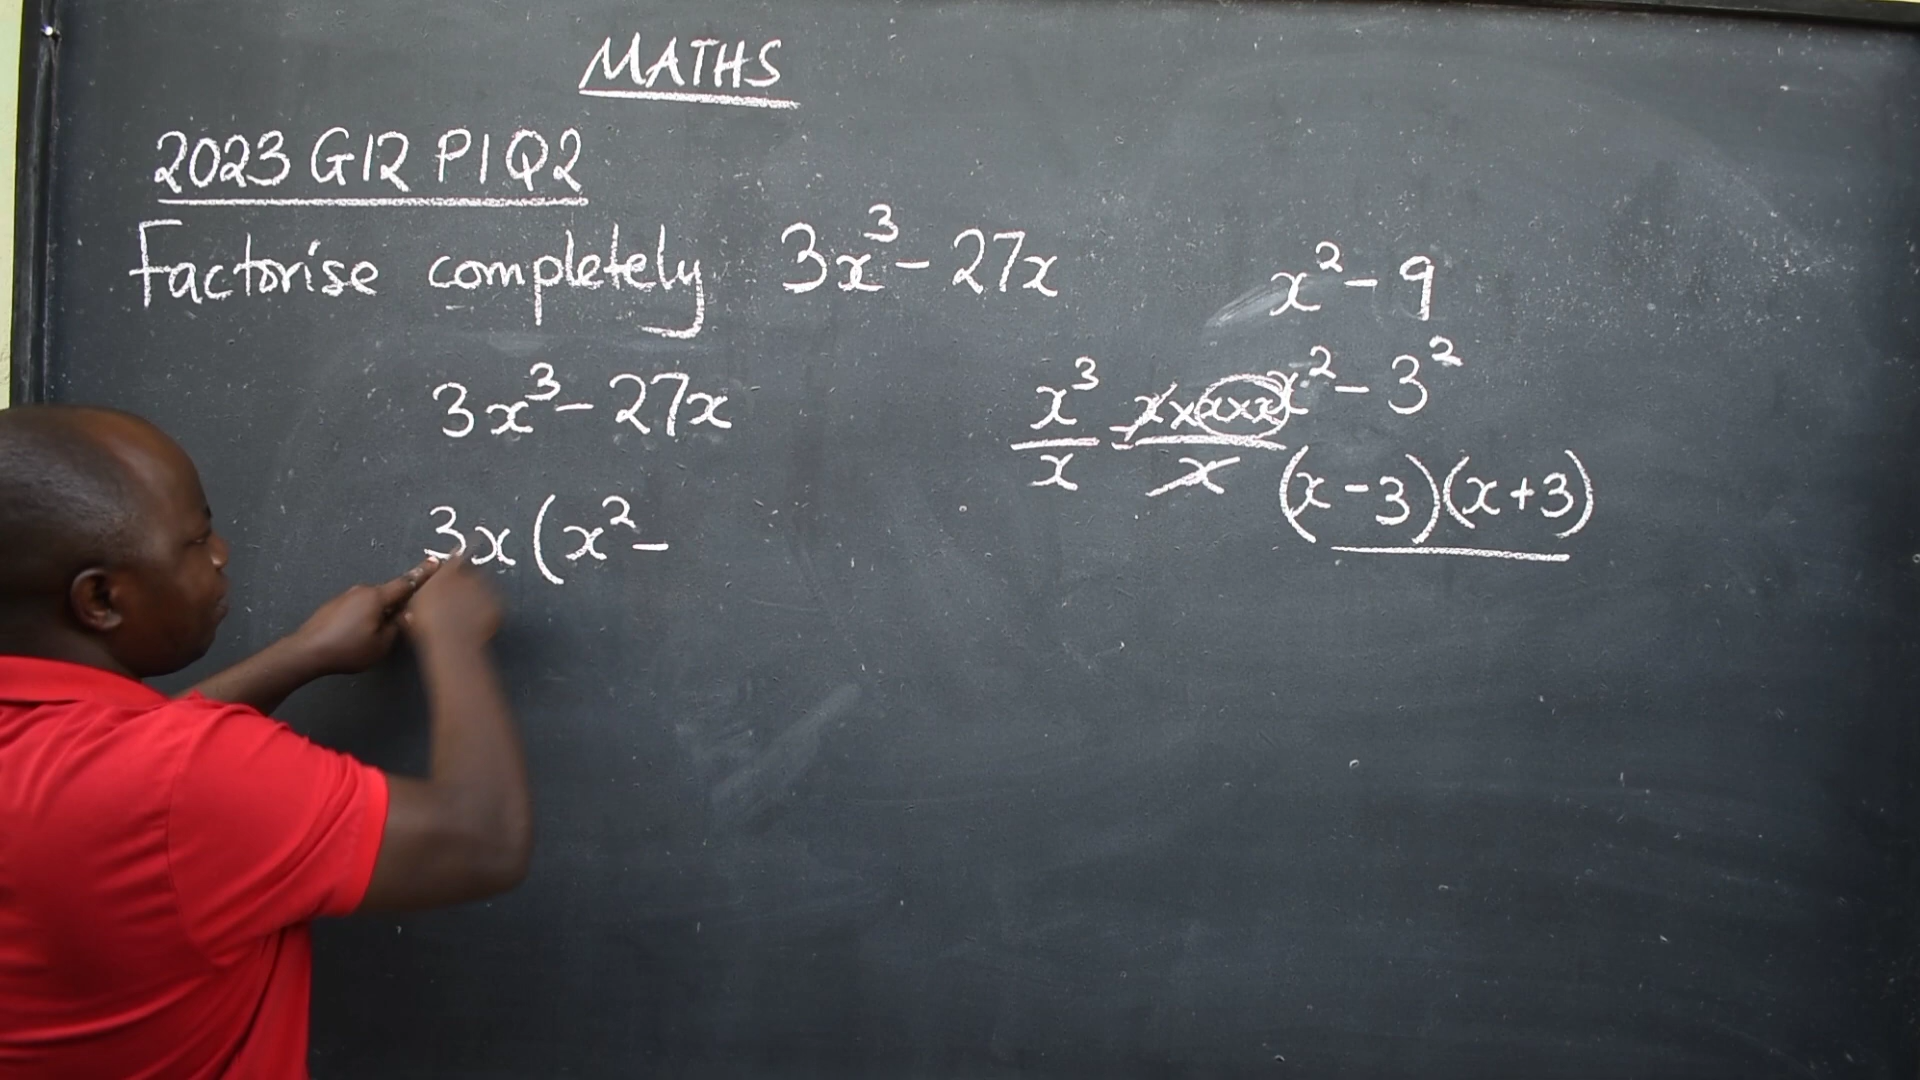 MATHS
2023 G12 P1 Q2
Factorise completely 3x³ - 27x
3x³ - 27x
3x(x² -
x² - 9
x² - 3²
x³/x = x×x×x/x
(x - 3)(x + 3)